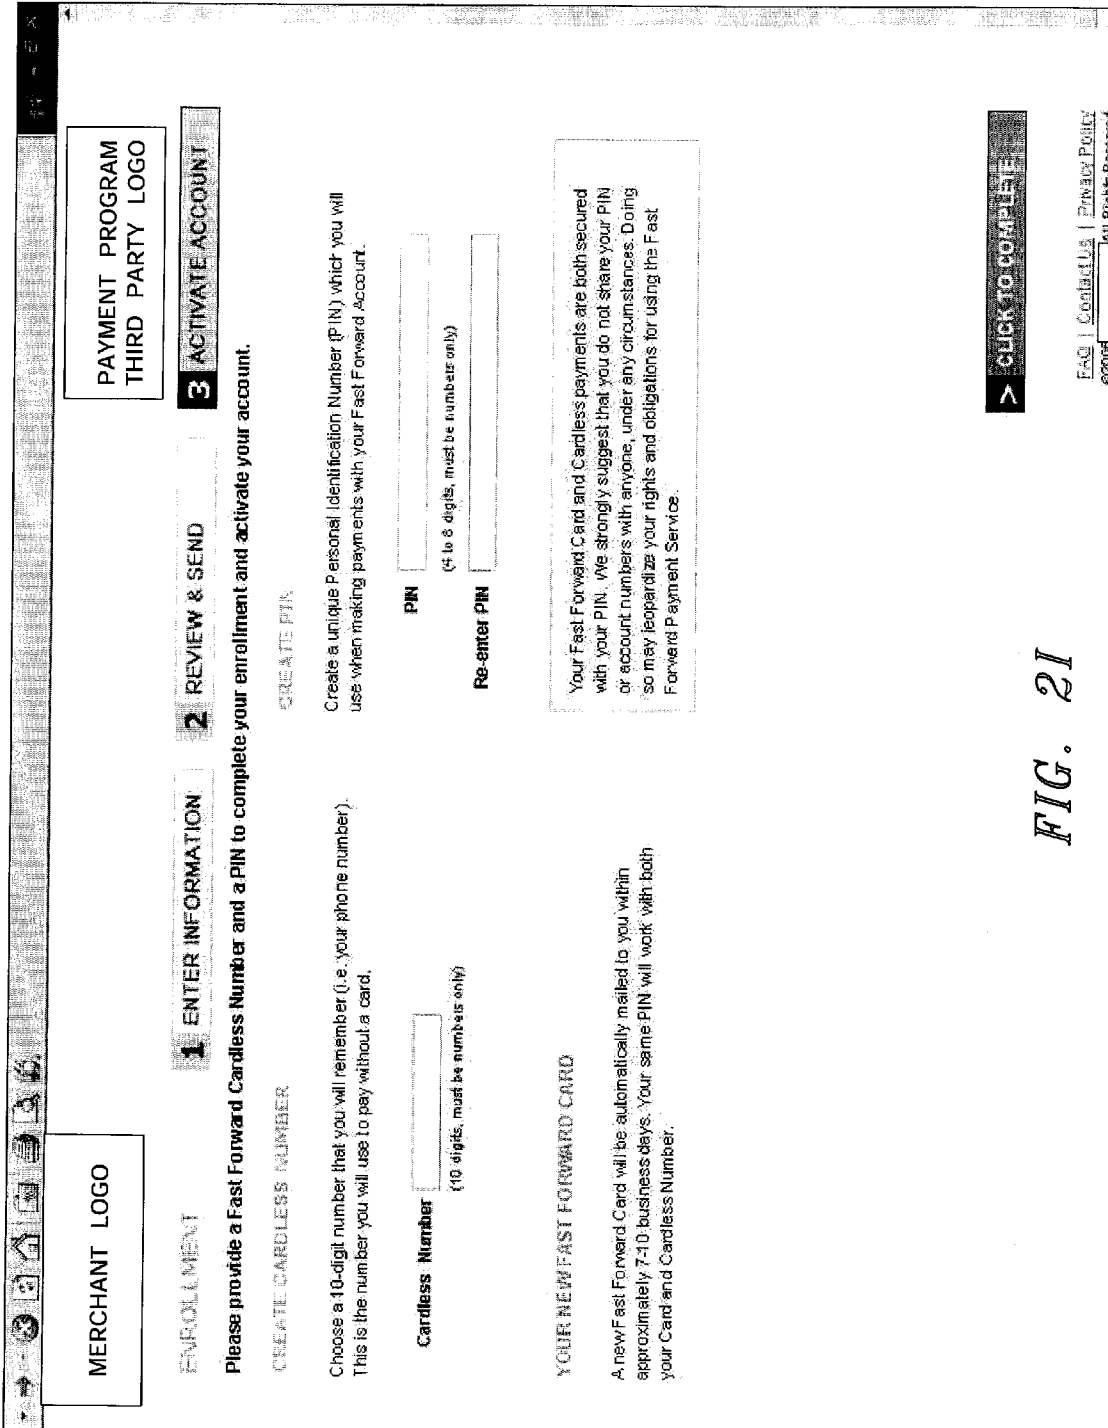 MERCHANT LOGO
PAYMENT PROGRAM
THIRD PARTY LOGO
ENROLLMENT
1 ENTER INFORMATION
2 REVIEW & SEND
3 ACTIVATE ACCOUNT
Please provide a Fast Forward Cardless Number and a PIN to complete your enrollment and activate your account.
CREATE CARDLESS NUMBER
Choose a 10-digit number that you will remember (i.e. your phone number).
This is the number you will use to pay without a card.
Cardless Number
(10 digits, must be numbers only)
CREATE PIN
Create a unique Personal Identification Number (PIN) which you will
use when making payments with your Fast Forward Account.
PIN
(4 to 8 digits, must be numbers only)
Re-enter PIN
YOUR NEW FAST FORWARD CARD
A new Fast Forward Card will be automatically mailed to you within
approximately 7-10 business days. Your same PIN will work with both
your Card and Cardless Number.
Your Fast Forward Card and Cardless payments are both secured
with your PIN. We strongly suggest that you do not share your PIN
or account numbers with anyone, under any circumstances. Doing
so may jeopardize your rights and obligations for using the Fast
Forward Payment Service.
> CLICK TO COMPLETE
FAQ | Contact Us | Privacy Policy
FIG. 2I